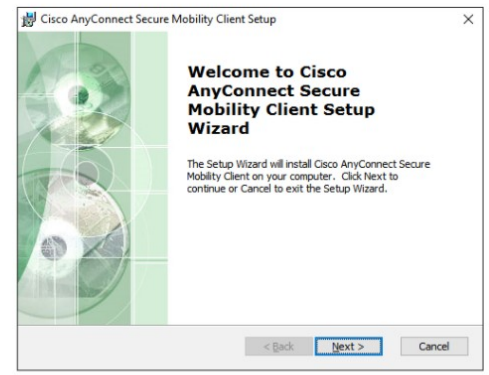 Cisco AnyConnect Secure Mobility Client Setup
Welcome to Cisco
AnyConnect Secure
Mobility Client Setup
Wizard
The Setup Wizard will install Cisco AnyConnect Secure
Mobility Client on your computer. Click Next to
continue or Cancel to exit the Setup Wizard.
< Back Next > Cancel